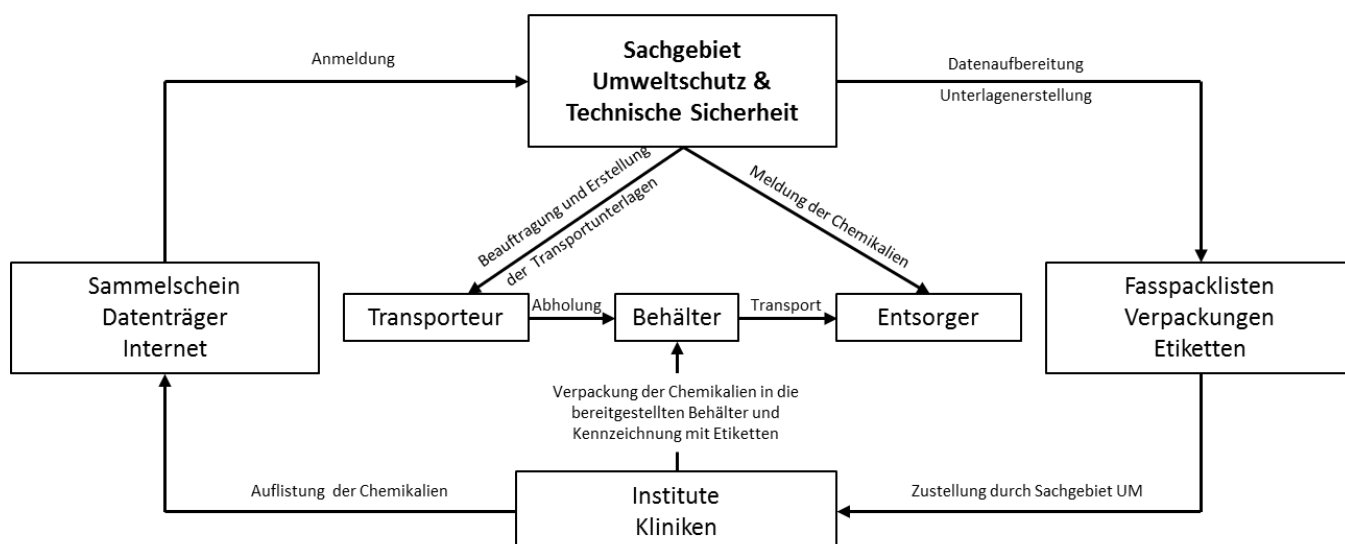 Anmeldung
Sachgebiet
Umweltschutz &
Technische Sicherheit
Datenaufbereitung
Unterlagenerstellung
Beauftragung und Erstellung
der Transportunterlagen
Meldung der Chemikalien
Sammelschein
Datenträger
Internet
Transporteur
Abholung
Behälter
Transport
Entsorger
Fasspacklisten
Verpackungen
Etiketten
Verpackung der Chemikalien in die
bereitgestellten Behälter und
Kennzeichnung mit Etiketten
Auflistung der Chemikalien
Institute
Kliniken
Zustellung durch Sachgebiet UM